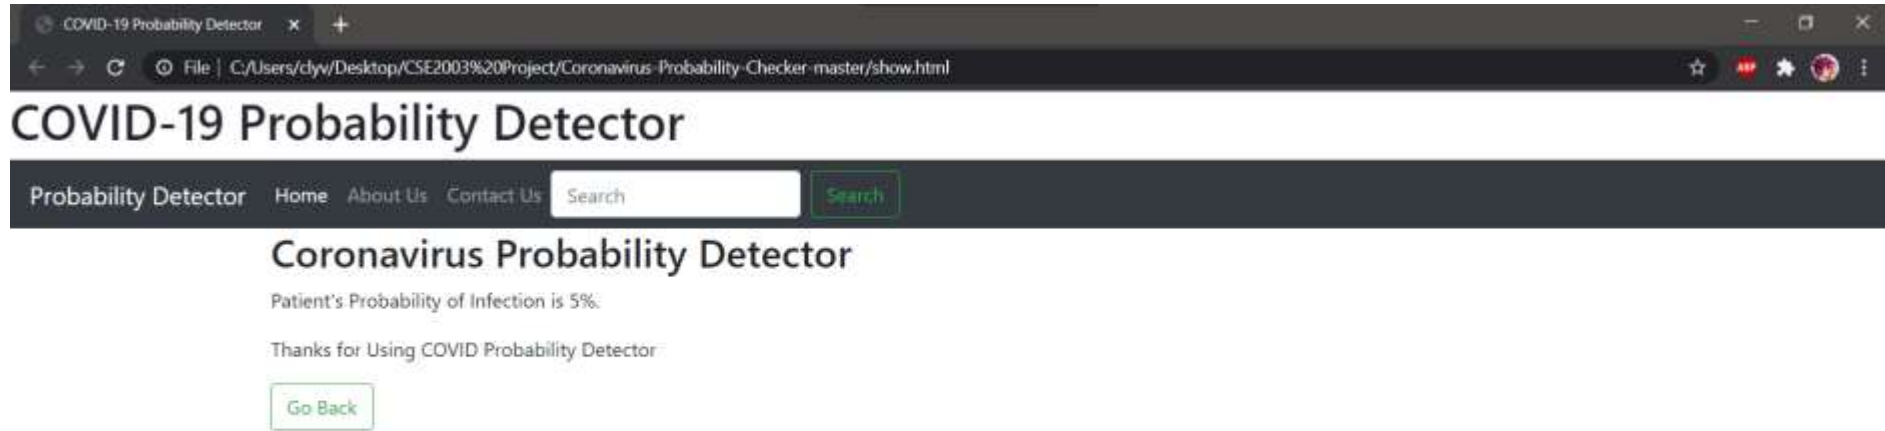 COVID-19 Probability Detector
File | C:/Users/clyv/Desktop/CSE2003%20Project/Coronavirus-Probability-Checker-master/show.html
ABP
COVID-19 Probability Detector
Probability Detector Home About Us Contact Us Search Search
Coronavirus Probability Detector
Patient's Probability of Infection is 5%.
Thanks for Using COVID Probability Detector
Go Back